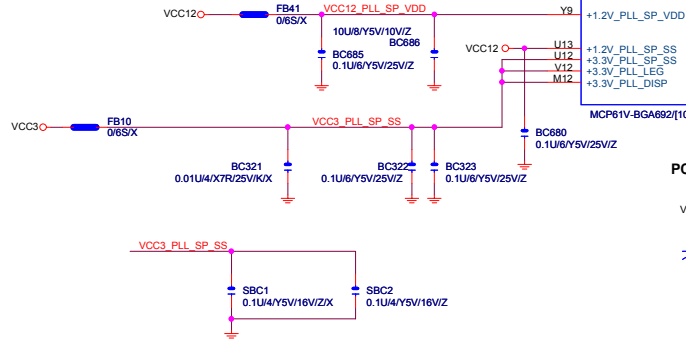 VCC12
FB41
0/6S/X
VCC12_PLL_SP_VDD
Y9
+1.2V_PLL_SP_VDD
10U/8/Y5V/10V/Z
BC686
BC685
0.1U/6/Y5V/25V/Z
VCC12
U13
+1.2V_PLL_SP_SS
U12
+3.3V_PLL_SP_SS
V12
+3.3V_PLL_LEG
M12
+3.3V_PLL_DISP
MCP61V-BGA692/[10
VCC3
FB10
0/6S/X
VCC3_PLL_SP_SS
BC680
0.1U/6/Y5V/25V/Z
BC321
0.01U/4/X7R/25V/K/X
BC322
0.1U/6/Y5V/25V/Z
BC323
0.1U/6/Y5V/25V/Z
VCC3_PLL_SP_SS
SBC1
0.1U/4/Y5V/16V/Z/X
SBC2
0.1U/4/Y5V/16V/Z